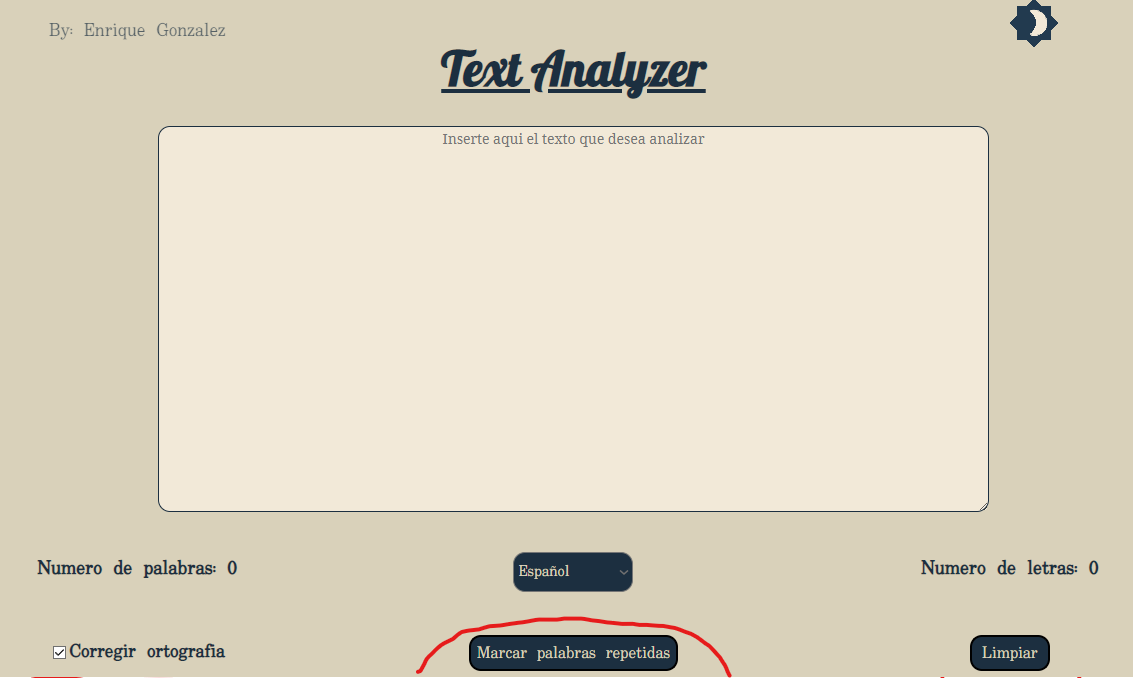 By: Enrique Gonzalez
Text Analyzer
Inserte aqui el texto que desea analizar
Numero de palabras: 0
Español
Numero de letras: 0
Corregir ortografia
Marcar palabras repetidas
Limpiar